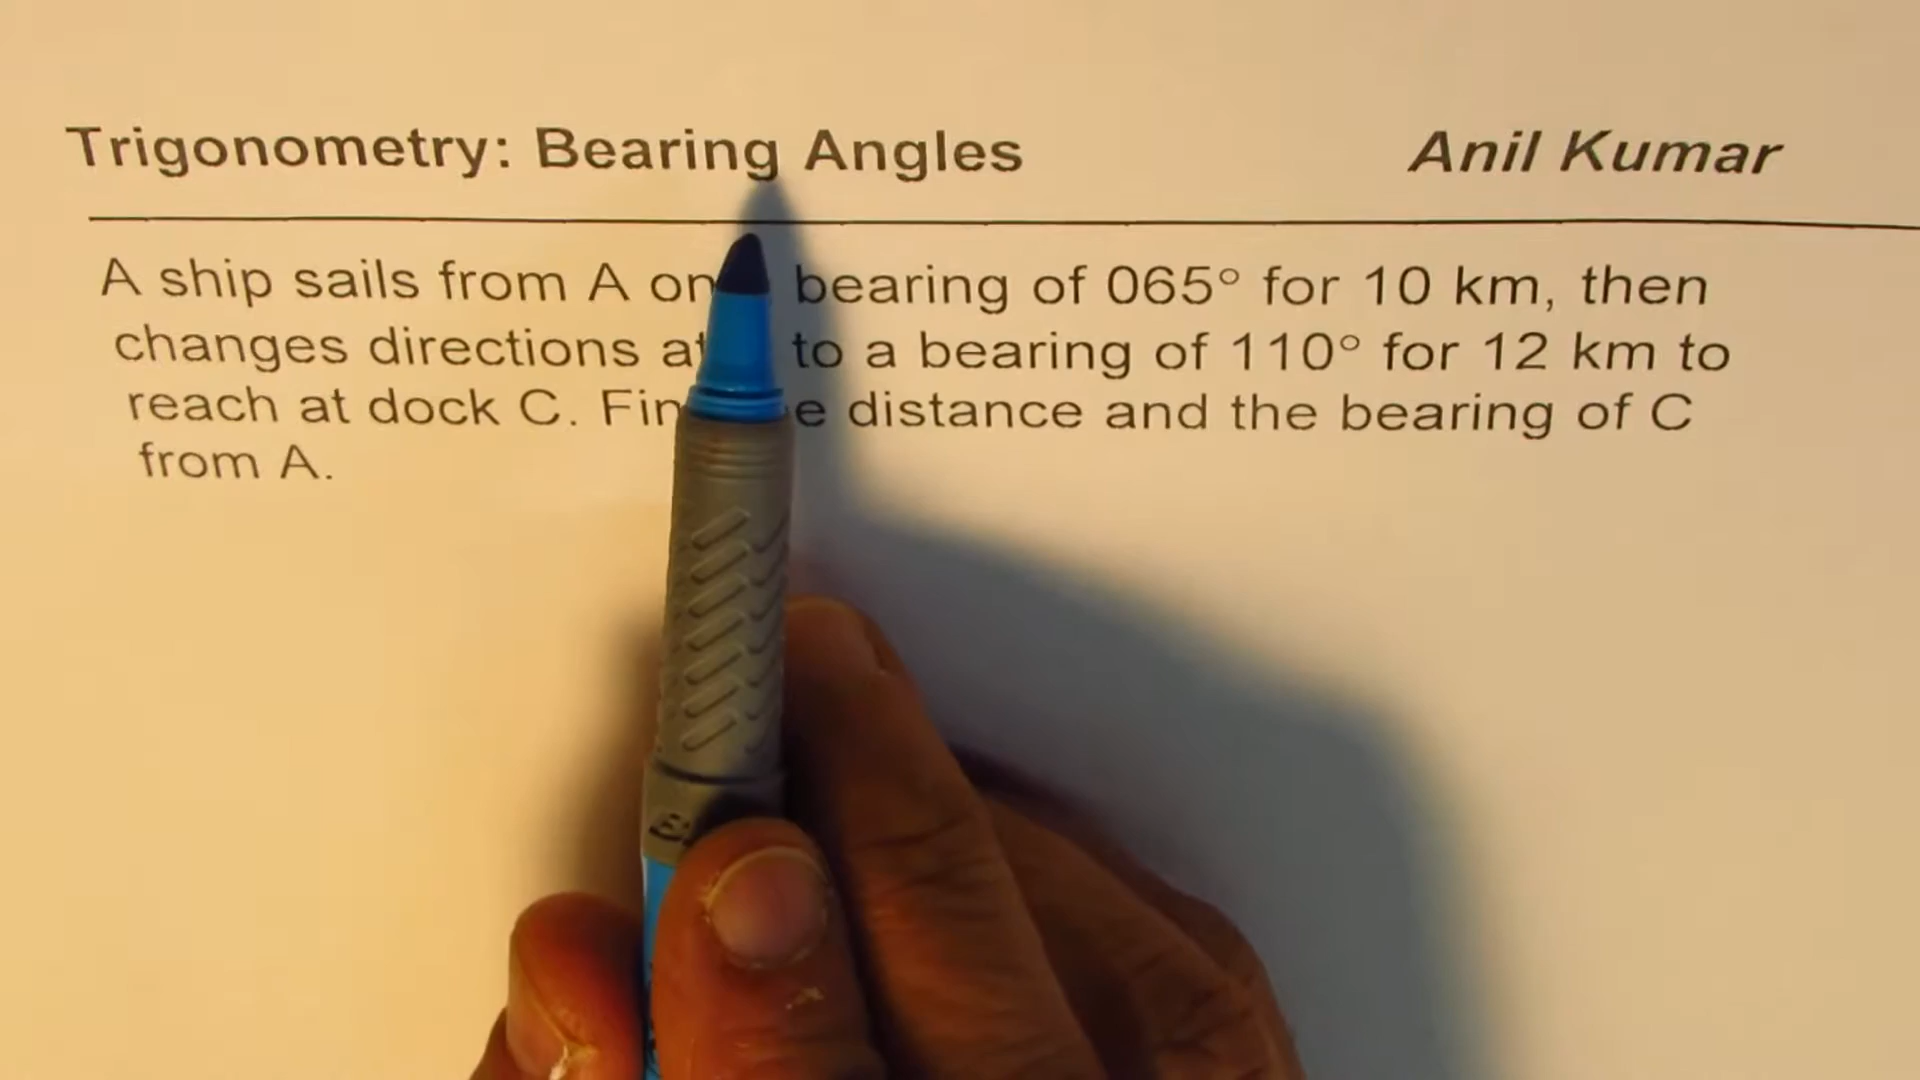 Trigonometry: Bearing Angles
Anil Kumar
A ship sails from A on bearing of 065° for 10 km, then
changes directions at to a bearing of 110° for 12 km to
reach at dock C. Fin e distance and the bearing of C
from A.